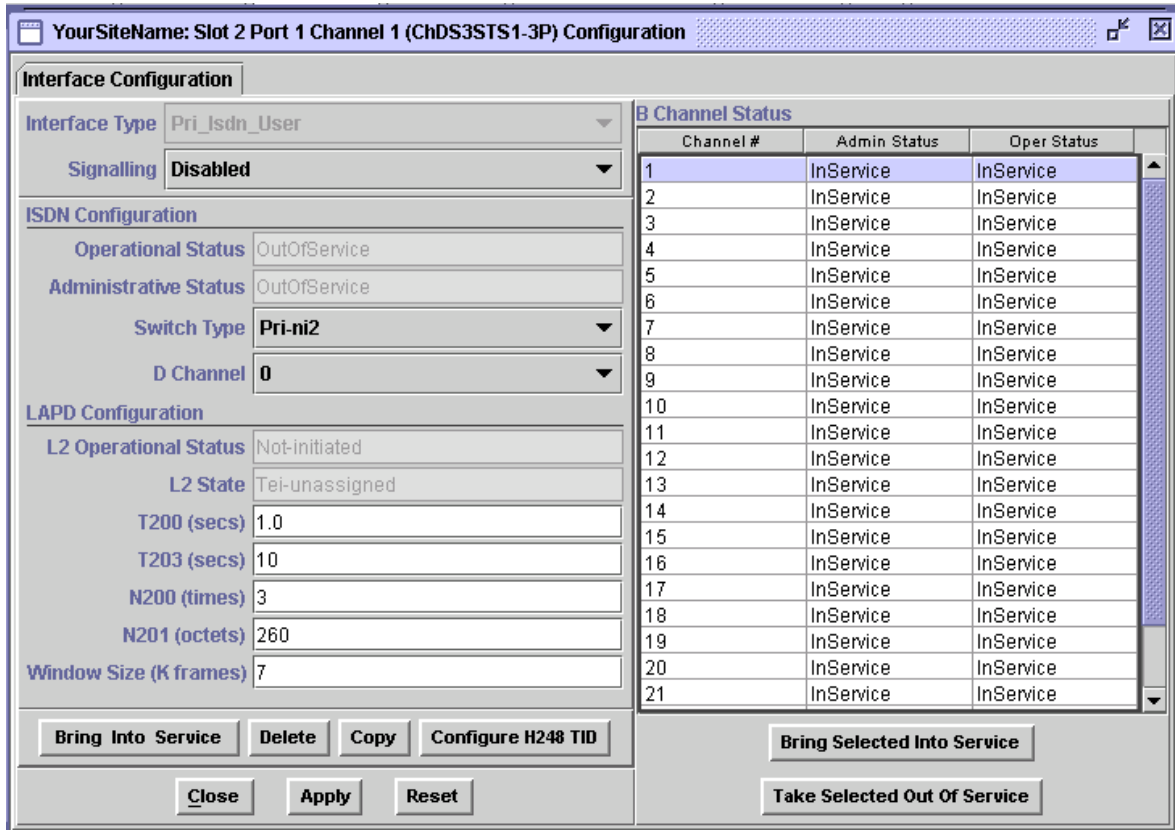 YourSiteName: Slot 2 Port 1 Channel 1 (ChDS3STS1-3P) Configuration
Interface Configuration
Interface Type Pri_Isdn_User
Signalling Disabled
ISDN Configuration
Operational Status OutOfService
Administrative Status OutOfService
Switch Type Pri-ni2
D Channel 0
LAPD Configuration
L2 Operational Status Not-initiated
L2 State Tei-unassigned
T200 (secs) 1.0
T203 (secs) 10
N200 (times) 3
N201 (octets) 260
Window Size (K frames) 7
Bring Into Service Delete Copy Configure H248 TID
Close Apply Reset
B Channel Status
Channel # Admin Status Oper Status
1 InService InService
2 InService InService
3 InService InService
4 InService InService
5 InService InService
6 InService InService
7 InService InService
8 InService InService
9 InService InService
10 InService InService
11 InService InService
12 InService InService
13 InService InService
14 InService InService
15 InService InService
16 InService InService
17 InService InService
18 InService InService
19 InService InService
20 InService InService
21 InService InService
Bring Selected Into Service
Take Selected Out Of Service